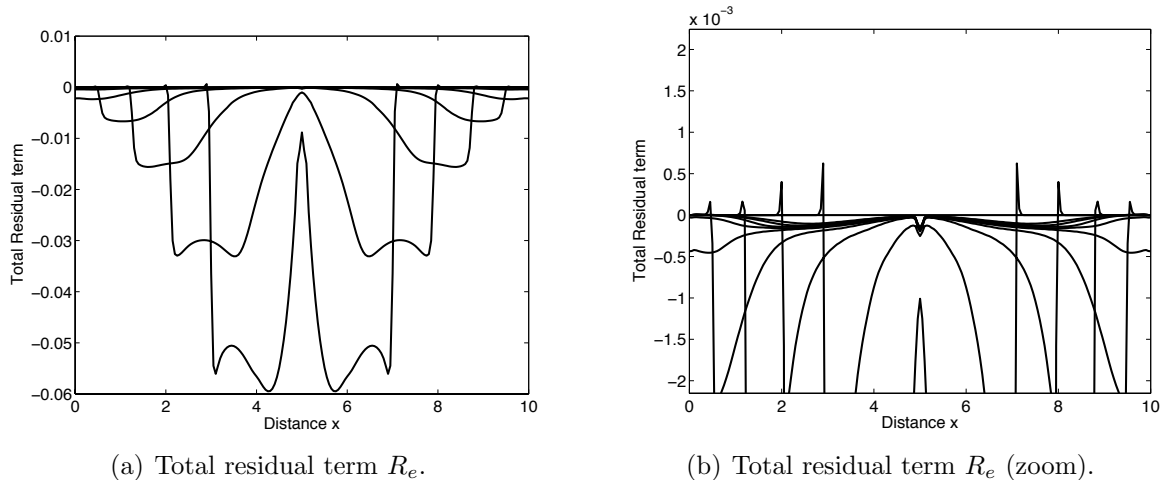 0.01
0
−0.01
−0.02
−0.03
−0.04
−0.05
−0.06
Total Residual term
0 2 4 6 8 10
Distance x
(a) Total residual term Re.
x 10−3
2
1.5
1
0.5
0
−0.5
−1
−1.5
−2
Total Residual term
0 2 4 6 8 10
Distance x
(b) Total residual term Re (zoom).